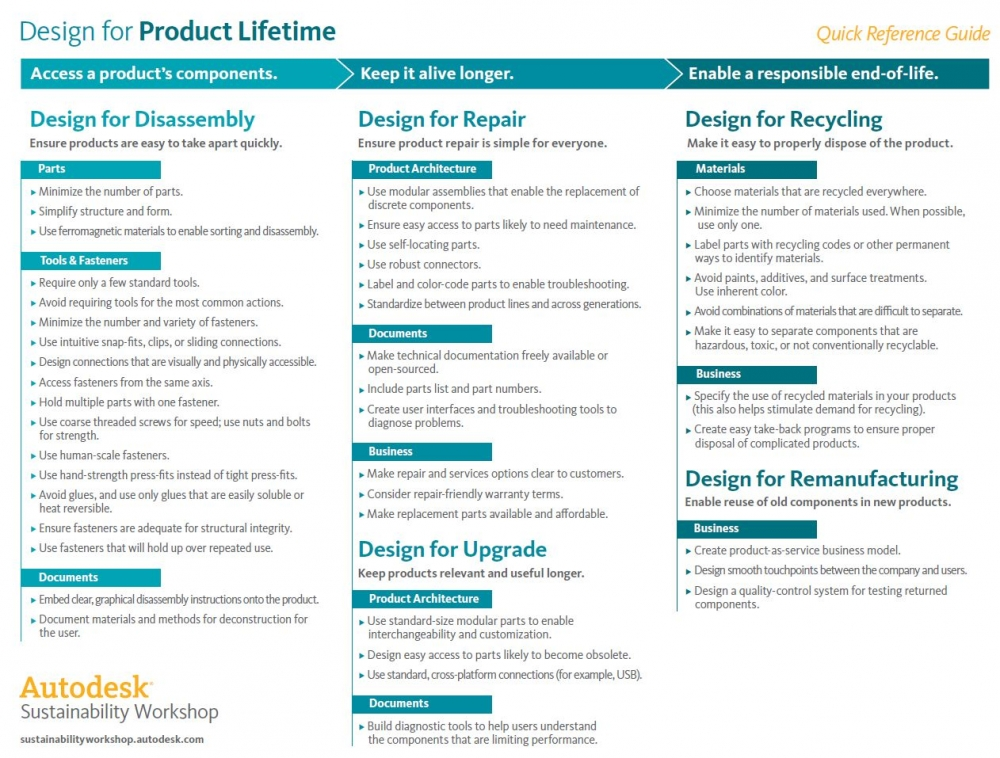 Design for Product Lifetime
Quick Reference Guide
Access a product's components.
Keep it alive longer.
Enable a responsible end-of-life.
Design for Disassembly
Ensure products are easy to take apart quickly.
Parts
Minimize the number of parts.
Simplify structure and form.
Use ferromagnetic materials to enable sorting and disassembly.
Tools & Fasteners
Require only a few standard tools.
Avoid requiring tools for the most common actions.
Minimize the number and variety of fasteners.
Use intuitive snap-fits, clips, or sliding connections.
Design connections that are visually and physically accessible.
Access fasteners from the same axis.
Hold multiple parts with one fastener.
Use coarse threaded screws for speed; use nuts and bolts
for strength.
Use human-scale fasteners.
Use hand-strength press-fits instead of tight press-fits.
Avoid glues, and use only glues that are easily soluble or
heat reversible.
Ensure fasteners are adequate for structural integrity.
Use fasteners that will hold up over repeated use.
Documents
Embed clear, graphical disassembly instructions onto the product.
Document materials and methods for deconstruction for
the user.
Autodesk®
Sustainability Workshop
sustainabilityworkshop.autodesk.com
Design for Repair
Ensure product repair is simple for everyone.
Product Architecture
Use modular assemblies that enable the replacement of
discrete components.
Ensure easy access to parts likely to need maintenance.
Use self-locating parts.
Use robust connectors.
Label and color-code parts to enable troubleshooting.
Standardize between product lines and across generations.
Documents
Make technical documentation freely available or
open-sourced.
Include parts list and part numbers.
Create user interfaces and troubleshooting tools to
diagnose problems.
Business
Make repair and services options clear to customers.
Consider repair-friendly warranty terms.
Make replacement parts available and affordable.
Design for Upgrade
Keep products relevant and useful longer.
Product Architecture
Use standard-size modular parts to enable
interchangeability and customization.
Design easy access to parts likely to become obsolete.
Use standard, cross-platform connections (for example, USB).
Documents
Build diagnostic tools to help users understand
the components that are limiting performance.
Design for Recycling
Make it easy to properly dispose of the product.
Materials
Choose materials that are recycled everywhere.
Minimize the number of materials used. When possible,
use only one.
Label parts with recycling codes or other permanent
ways to identify materials.
Avoid paints, additives, and surface treatments.
Use inherent color.
Avoid combinations of materials that are difficult to separate.
Make it easy to separate components that are
hazardous, toxic, or not conventionally recyclable.
Business
Specify the use of recycled materials in your products
(this also helps stimulate demand for recycling).
Create easy take-back programs to ensure proper
disposal of complicated products.
Design for Remanufacturing
Enable reuse of old components in new products.
Business
Create product-as-service business model.
Design smooth touchpoints between the company and users.
Design a quality-control system for testing returned
components.